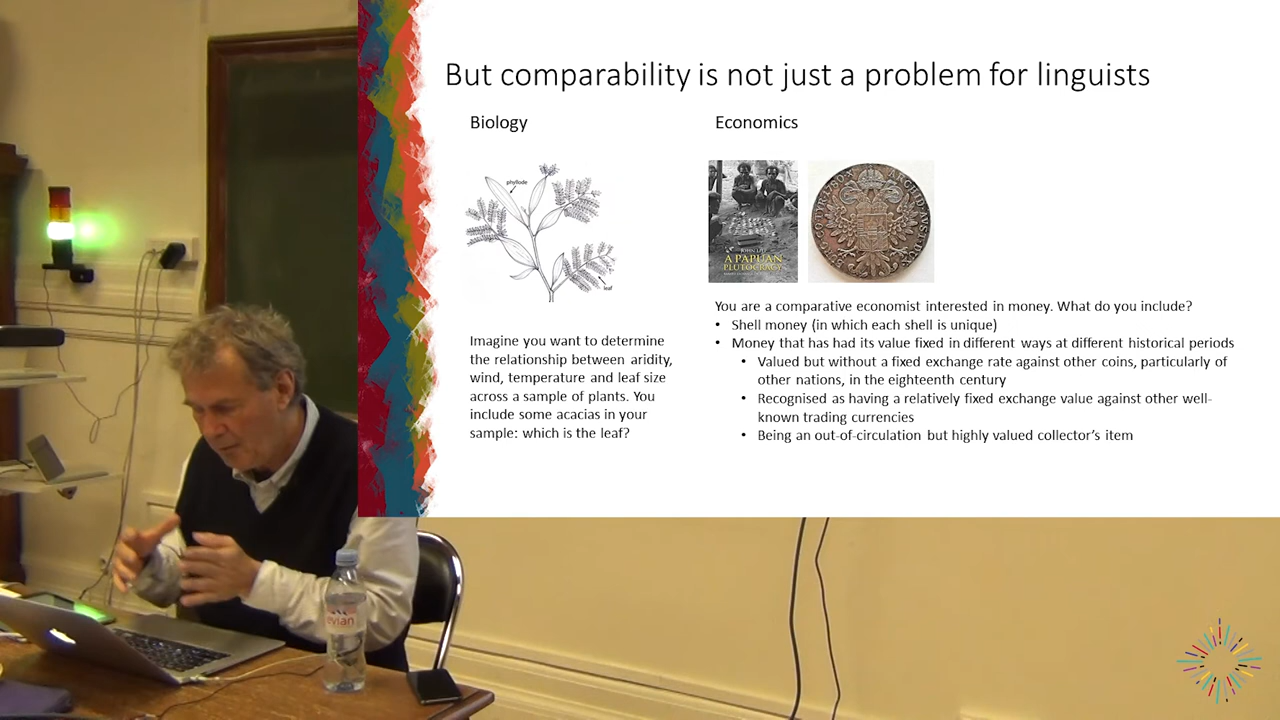 But comparability is not just a problem for linguists
Biology
phyllode
leaf
Imagine you want to determine
the relationship between aridity,
wind, temperature and leaf size
across a sample of plants. You
include some acacias in your
sample: which is the leaf?
Economics
A PAPUAN
PLUTOCRACY
You are a comparative economist interested in money. What do you include?
• Shell money (in which each shell is unique)
• Money that has had its value fixed in different ways at different historical periods
• Valued but without a fixed exchange rate against other coins, particularly of
other nations, in the eighteenth century
• Recognised as having a relatively fixed exchange value against other well-
known trading currencies
• Being an out-of-circulation but highly valued collector's item
evian